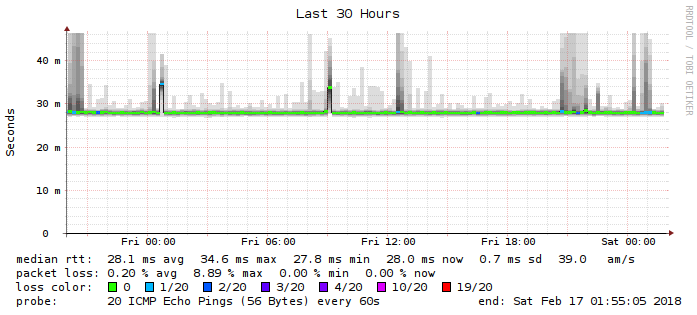 Last 30 Hours
RRDTOOL / TOBI OETIKER
Seconds
40 m
30 m
20 m
10 m
0
Fri 00:00 Fri 06:00 Fri 12:00 Fri 18:00 Sat 00:00
median rtt: 28.1 ms avg 34.6 ms max 27.8 ms min 28.0 ms now 0.7 ms sd 39.0 am/s
packet loss: 0.20 % avg 8.89 % max 0.00 % min 0.00 % now
loss color: 0 1/20 2/20 3/20 4/20 10/20 19/20
probe: 20 ICMP Echo Pings (56 Bytes) every 60s end: Sat Feb 17 01:55:05 2018